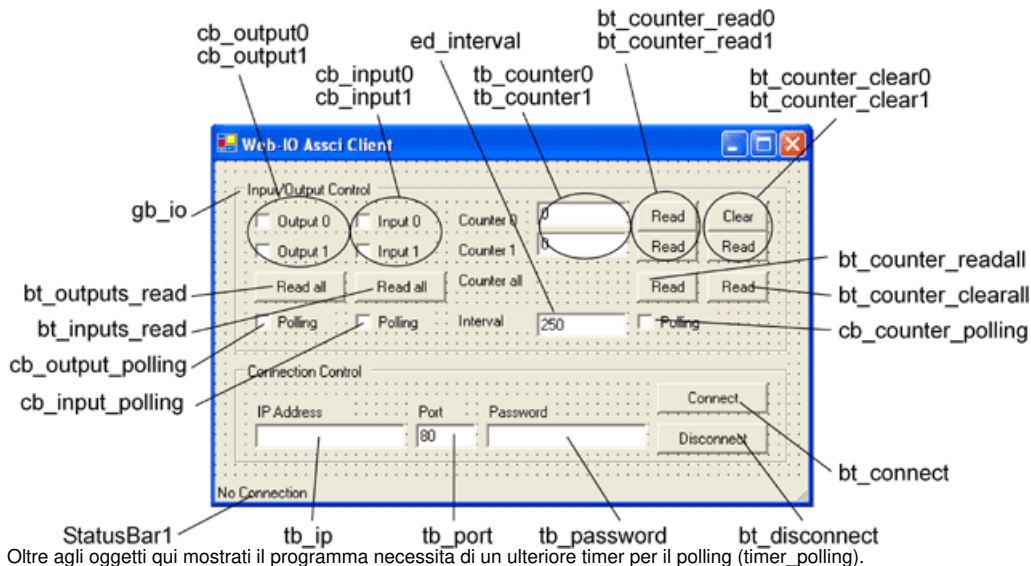 cb_output0
cb_output1
cb_input0
cb_input1
ed_interval
tb_counter0
tb_counter1
bt_counter_read0
bt_counter_read1
bt_counter_clear0
bt_counter_clear1
Web-IO Assci Client
gb_io
Input/Output Control
Output 0
Input 0
Counter 0
0
Read
Clear
Output 1
Input 1
Counter 1
0
Read
Read
bt_counter_readall
bt_outputs_read
Read all
Read all
Counter all
Read
Read
bt_counter_clearall
bt_inputs_read
Polling
Polling
Interval
250
Polling
cb_counter_polling
cb_output_polling
cb_input_polling
Connection Control
IP Address
Port
Password
Connect
80
Disconnect
bt_connect
No Connection
StatusBar1
tb_ip
tb_port
tb_password
bt_disconnect
Oltre agli oggetti qui mostrati il programma necessita di un ulteriore timer per il polling (timer_polling).